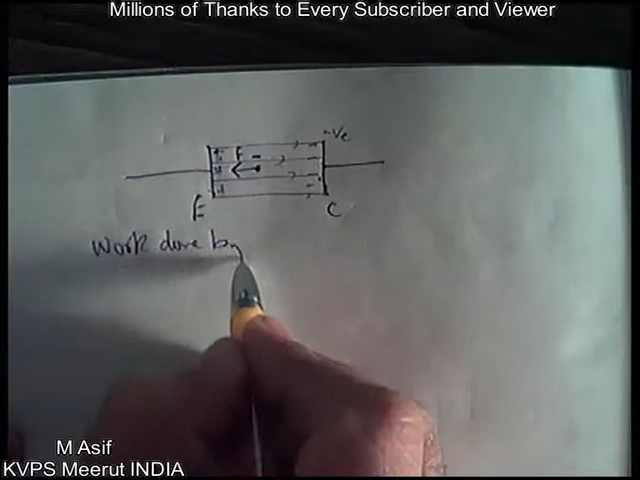 Millions of Thanks to Every Subscriber and Viewer
-ve
F -
E
C
Work done by
M Asif
KVPS Meerut INDIA